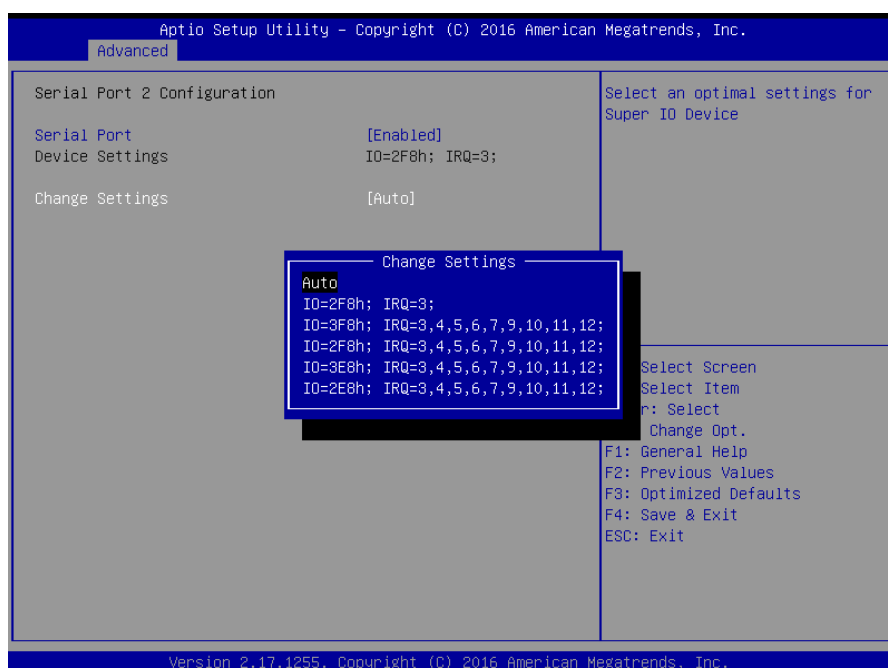 Aptio Setup Utility – Copyright (C) 2016 American Megatrends, Inc.
Advanced
Serial Port 2 Configuration
Serial Port [Enabled]
Device Settings IO=2F8h; IRQ=3;
Change Settings [Auto]
Change Settings
Auto
IO=2F8h; IRQ=3;
IO=3F8h; IRQ=3,4,5,6,7,9,10,11,12;
IO=2F8h; IRQ=3,4,5,6,7,9,10,11,12;
IO=3E8h; IRQ=3,4,5,6,7,9,10,11,12;
IO=2E8h; IRQ=3,4,5,6,7,9,10,11,12;
Select an optimal settings for
Super IO Device
Select Screen
Select Item
r: Select
Change Opt.
F1: General Help
F2: Previous Values
F3: Optimized Defaults
F4: Save & Exit
ESC: Exit
Version 2.17.1255. Copyright (C) 2016 American Megatrends, Inc.